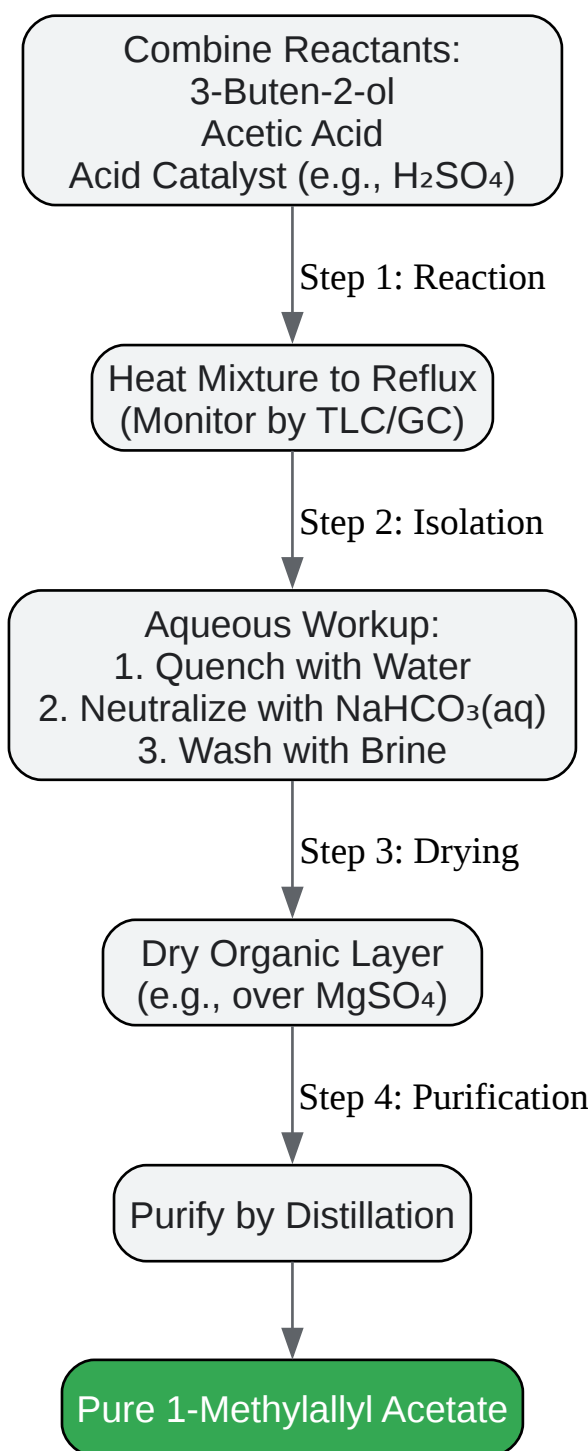 Combine Reactants:
3-Buten-2-ol
Acetic Acid
Acid Catalyst (e.g., H₂SO₄)
Step 1: Reaction
Heat Mixture to Reflux
(Monitor by TLC/GC)
Step 2: Isolation
Aqueous Workup:
1. Quench with Water
2. Neutralize with NaHCO₃(aq)
3. Wash with Brine
Step 3: Drying
Dry Organic Layer
(e.g., over MgSO₄)
Step 4: Purification
Purify by Distillation
Pure 1-Methylallyl Acetate